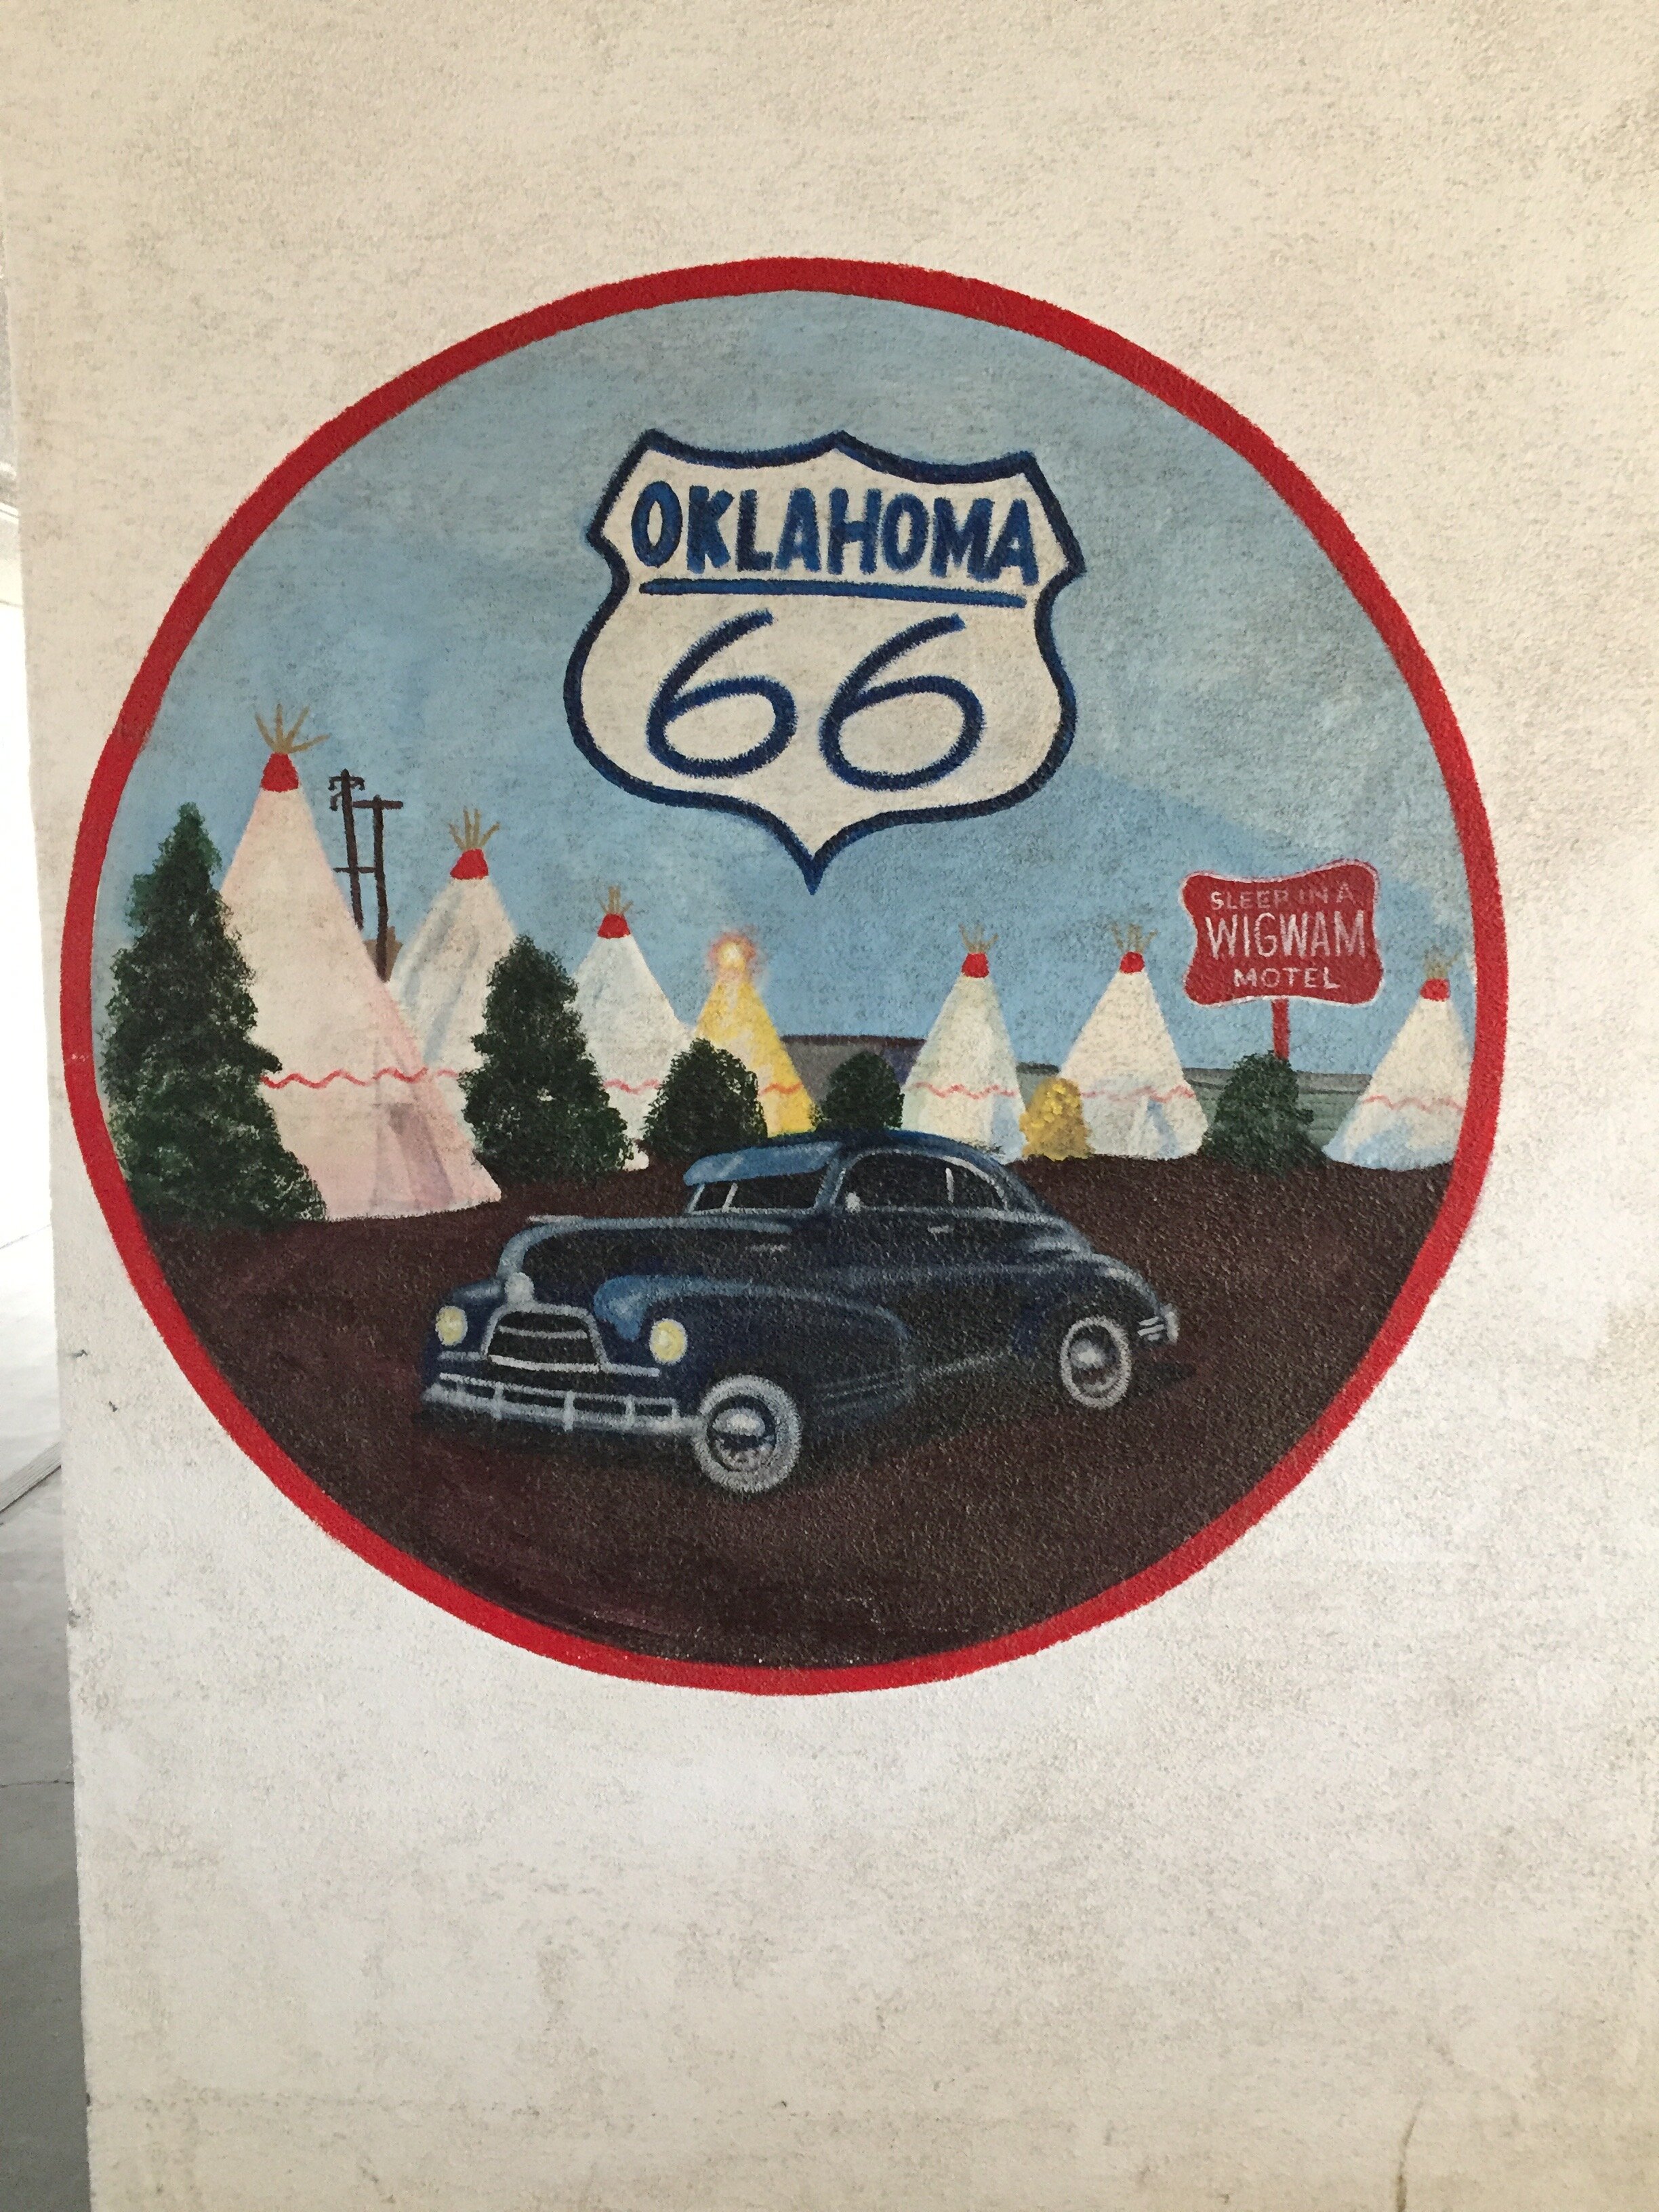 OKLAHOMA
66
SLEEP IN A
WIGWAM
MOTEL